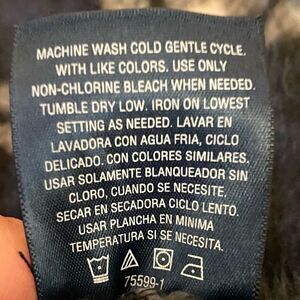 MACHINE WASH COLD GENTLE CYCLE.
WITH LIKE COLORS. USE ONLY
NON-CHLORINE BLEACH WHEN NEEDED.
TUMBLE DRY LOW. IRON ON LOWEST
SETTING AS NEEDED. LAVAR EN
LAVADORA CON AGUA FRIA, CICLO
DELICADO. CON COLORES SIMILARES.
USAR SOLAMENTE BLANQUEADOR SIN
CLORO, CUANDO SE NECESITE.
SECAR EN SECADORA CICLO LENTO.
USAR PLANCHA EN MINIMA
TEMPERATURA SI SE NECESITA.
75599-1